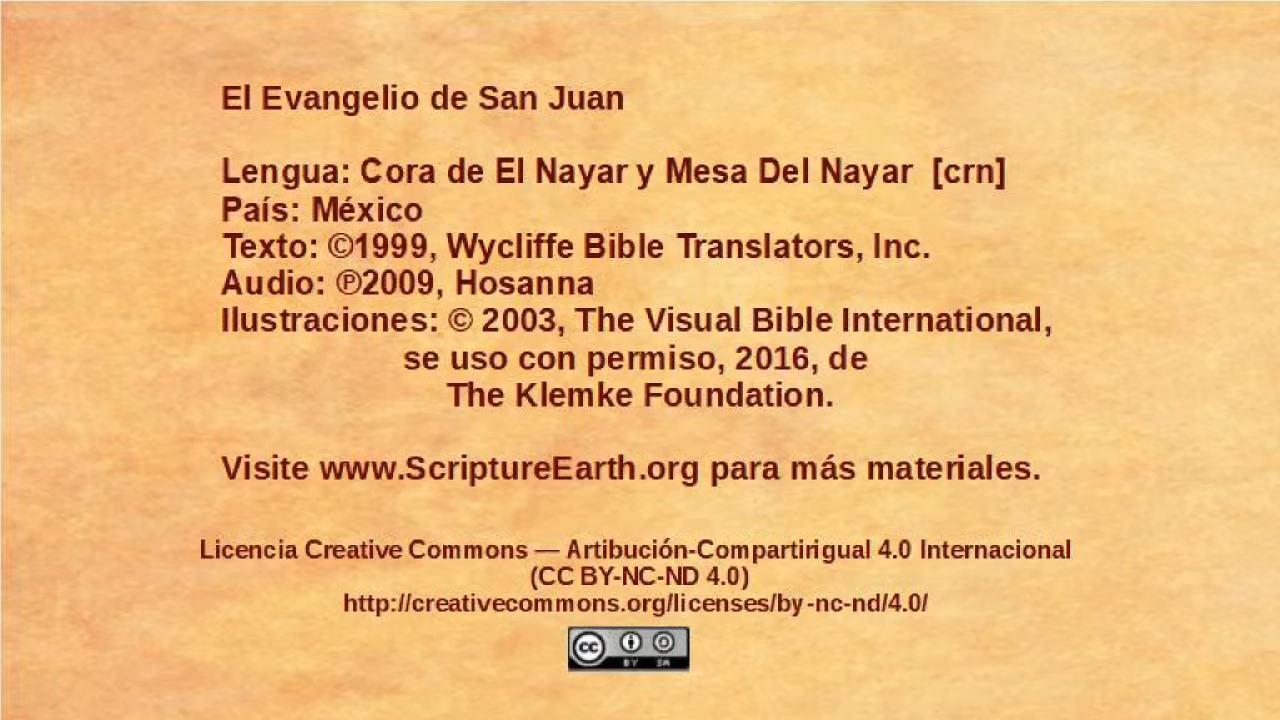 El Evangelio de San Juan
Lengua: Cora de El Nayar y Mesa Del Nayar [crn]
País: México
Texto: ©1999, Wycliffe Bible Translators, Inc.
Audio: ℗2009, Hosanna
Ilustraciones: © 2003, The Visual Bible International,
se uso con permiso, 2016, de
The Klemke Foundation.
Visite www.ScriptureEarth.org para más materiales.
Licencia Creative Commons — Artibución-Compartirigual 4.0 Internacional
(CC BY-NC-ND 4.0)
http://creativecommons.org/licenses/by-nc-nd/4.0/
cc BY SA